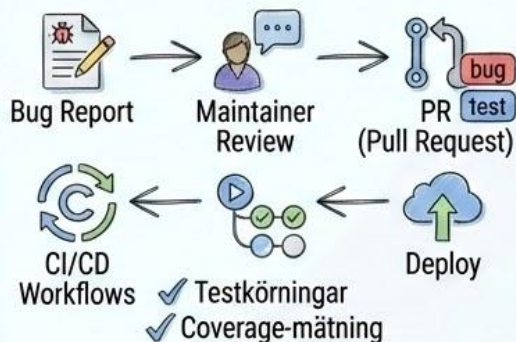 Bug Report
Maintainer
Review
bug
test
PR
(Pull Request)
C
CI/CD
Workflows
Testkörningar
Coverage-mätning
Deploy